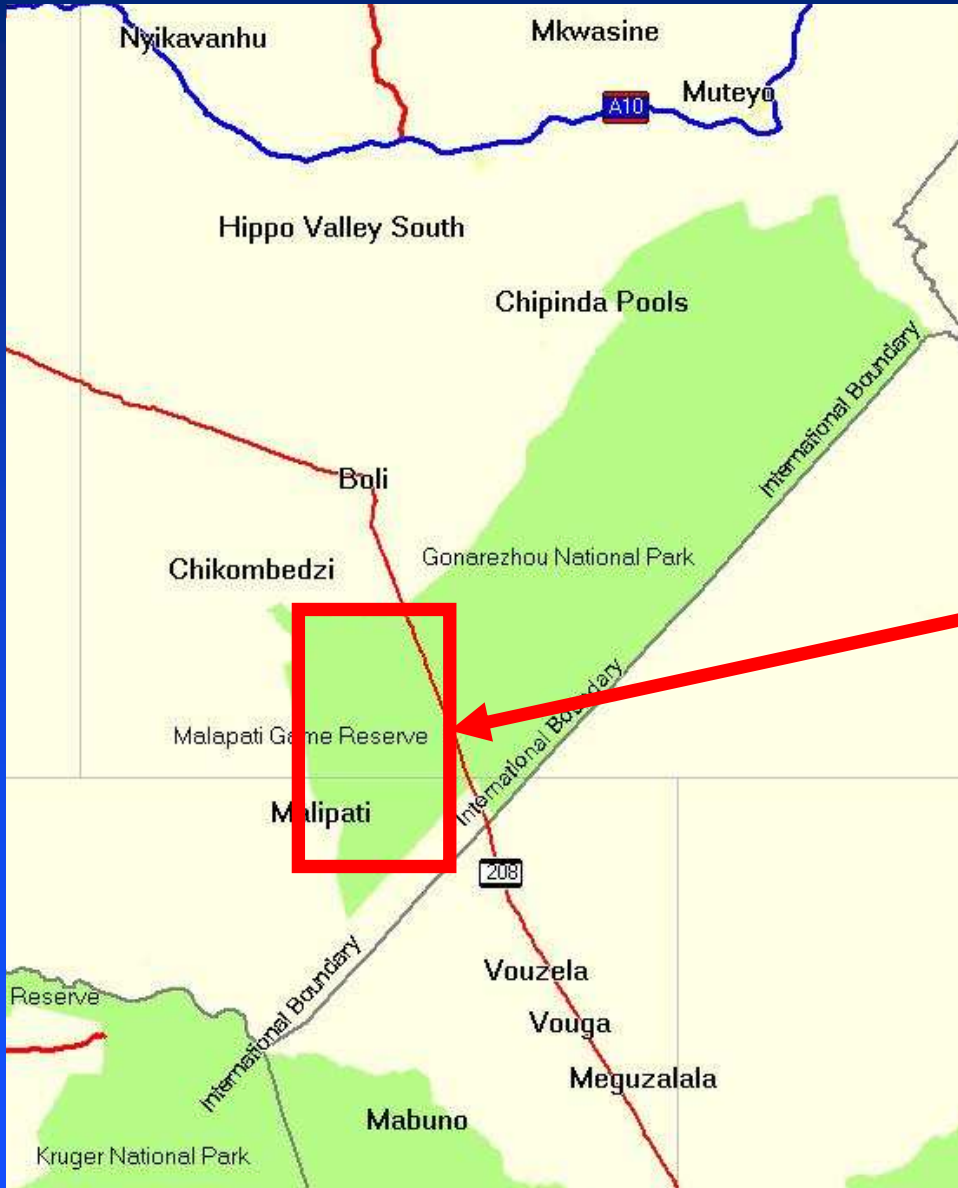 Nyikavanhu
Mkwasine
Muteyo
A10
Hippo Valley South
Chipinda Pools
International Boundary
Boli
Gonarezhou National Park
Chikombedzi
International Boundary
Malapati Game Reserve
Malipati
208
Vouzela
Reserve
International Boundary
Vouga
Meguzalala
Mabuno
Kruger National Park